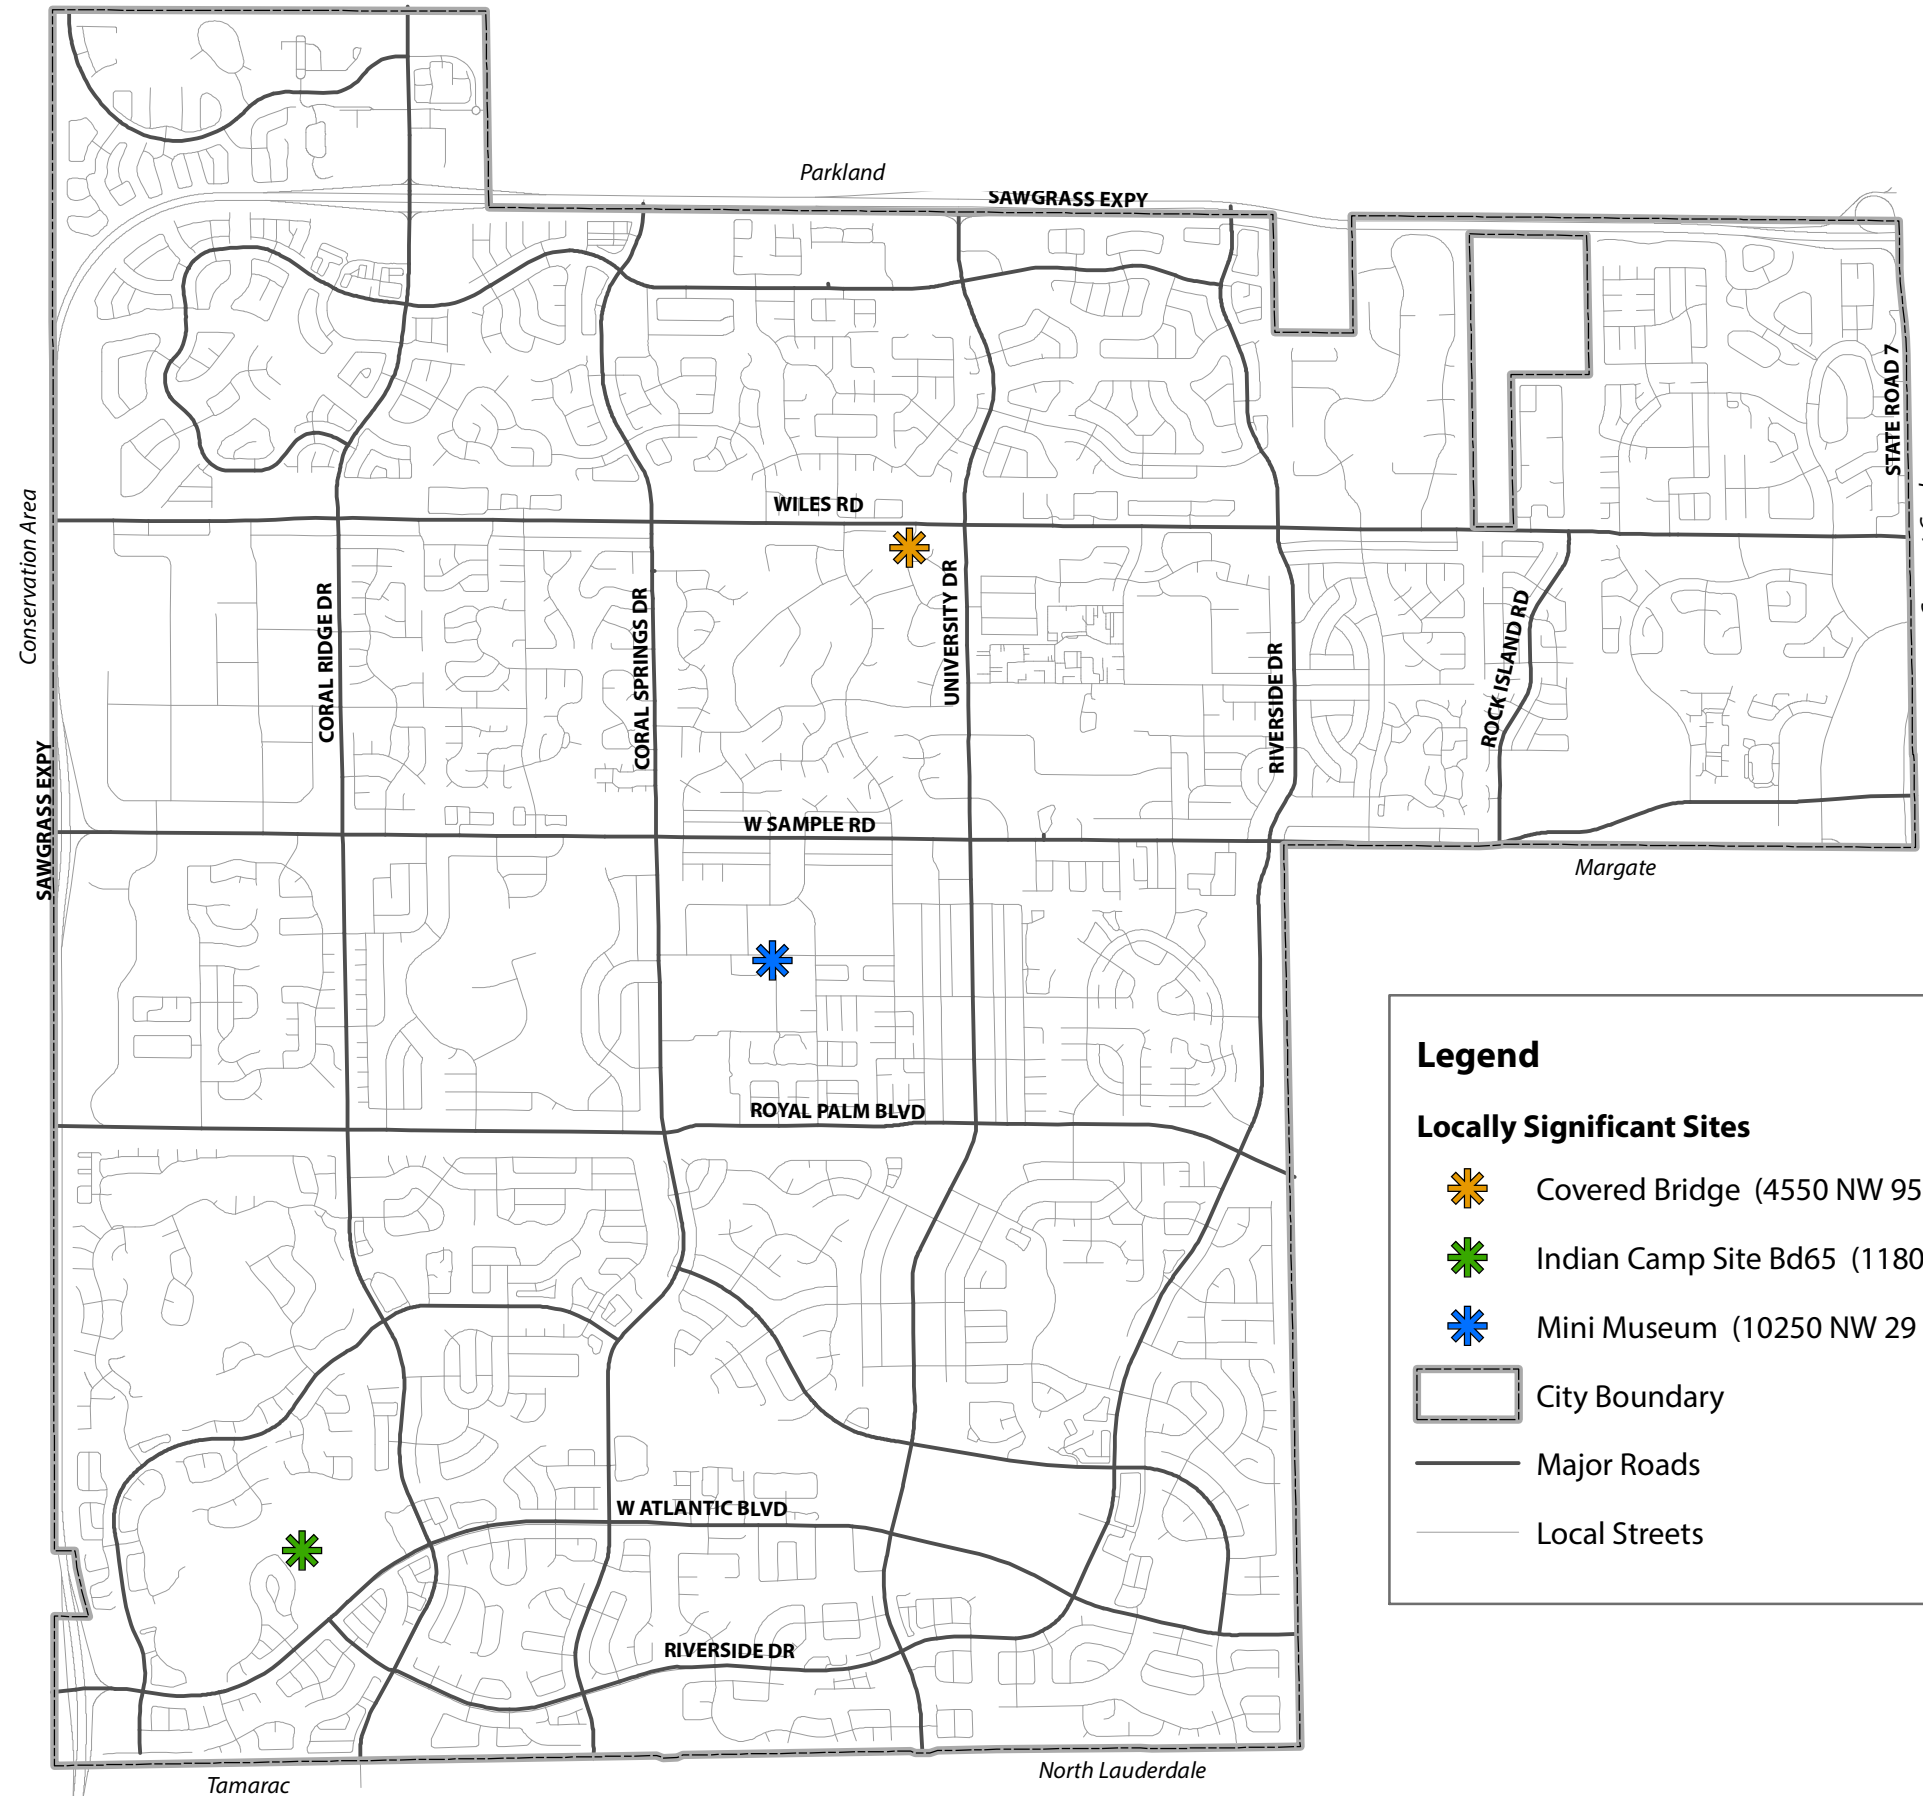 Parkland
SAWGRASS EXPY
STATE ROAD 7
Conservation Area
WILES RD
CORAL RIDGE DR
CORAL SPRINGS DR
UNIVERSITY DR
RIVERSIDE DR
ROCK ISLAND RD
SAWGRASS EXPY
W SAMPLE RD
Margate
ROYAL PALM BLVD
W ATLANTIC BLVD
RIVERSIDE DR
Tamarac
North Lauderdale
Legend
Locally Significant Sites
Covered Bridge (4550 NW 95
Indian Camp Site Bd65 (1180
Mini Museum (10250 NW 29
City Boundary
Major Roads
Local Streets